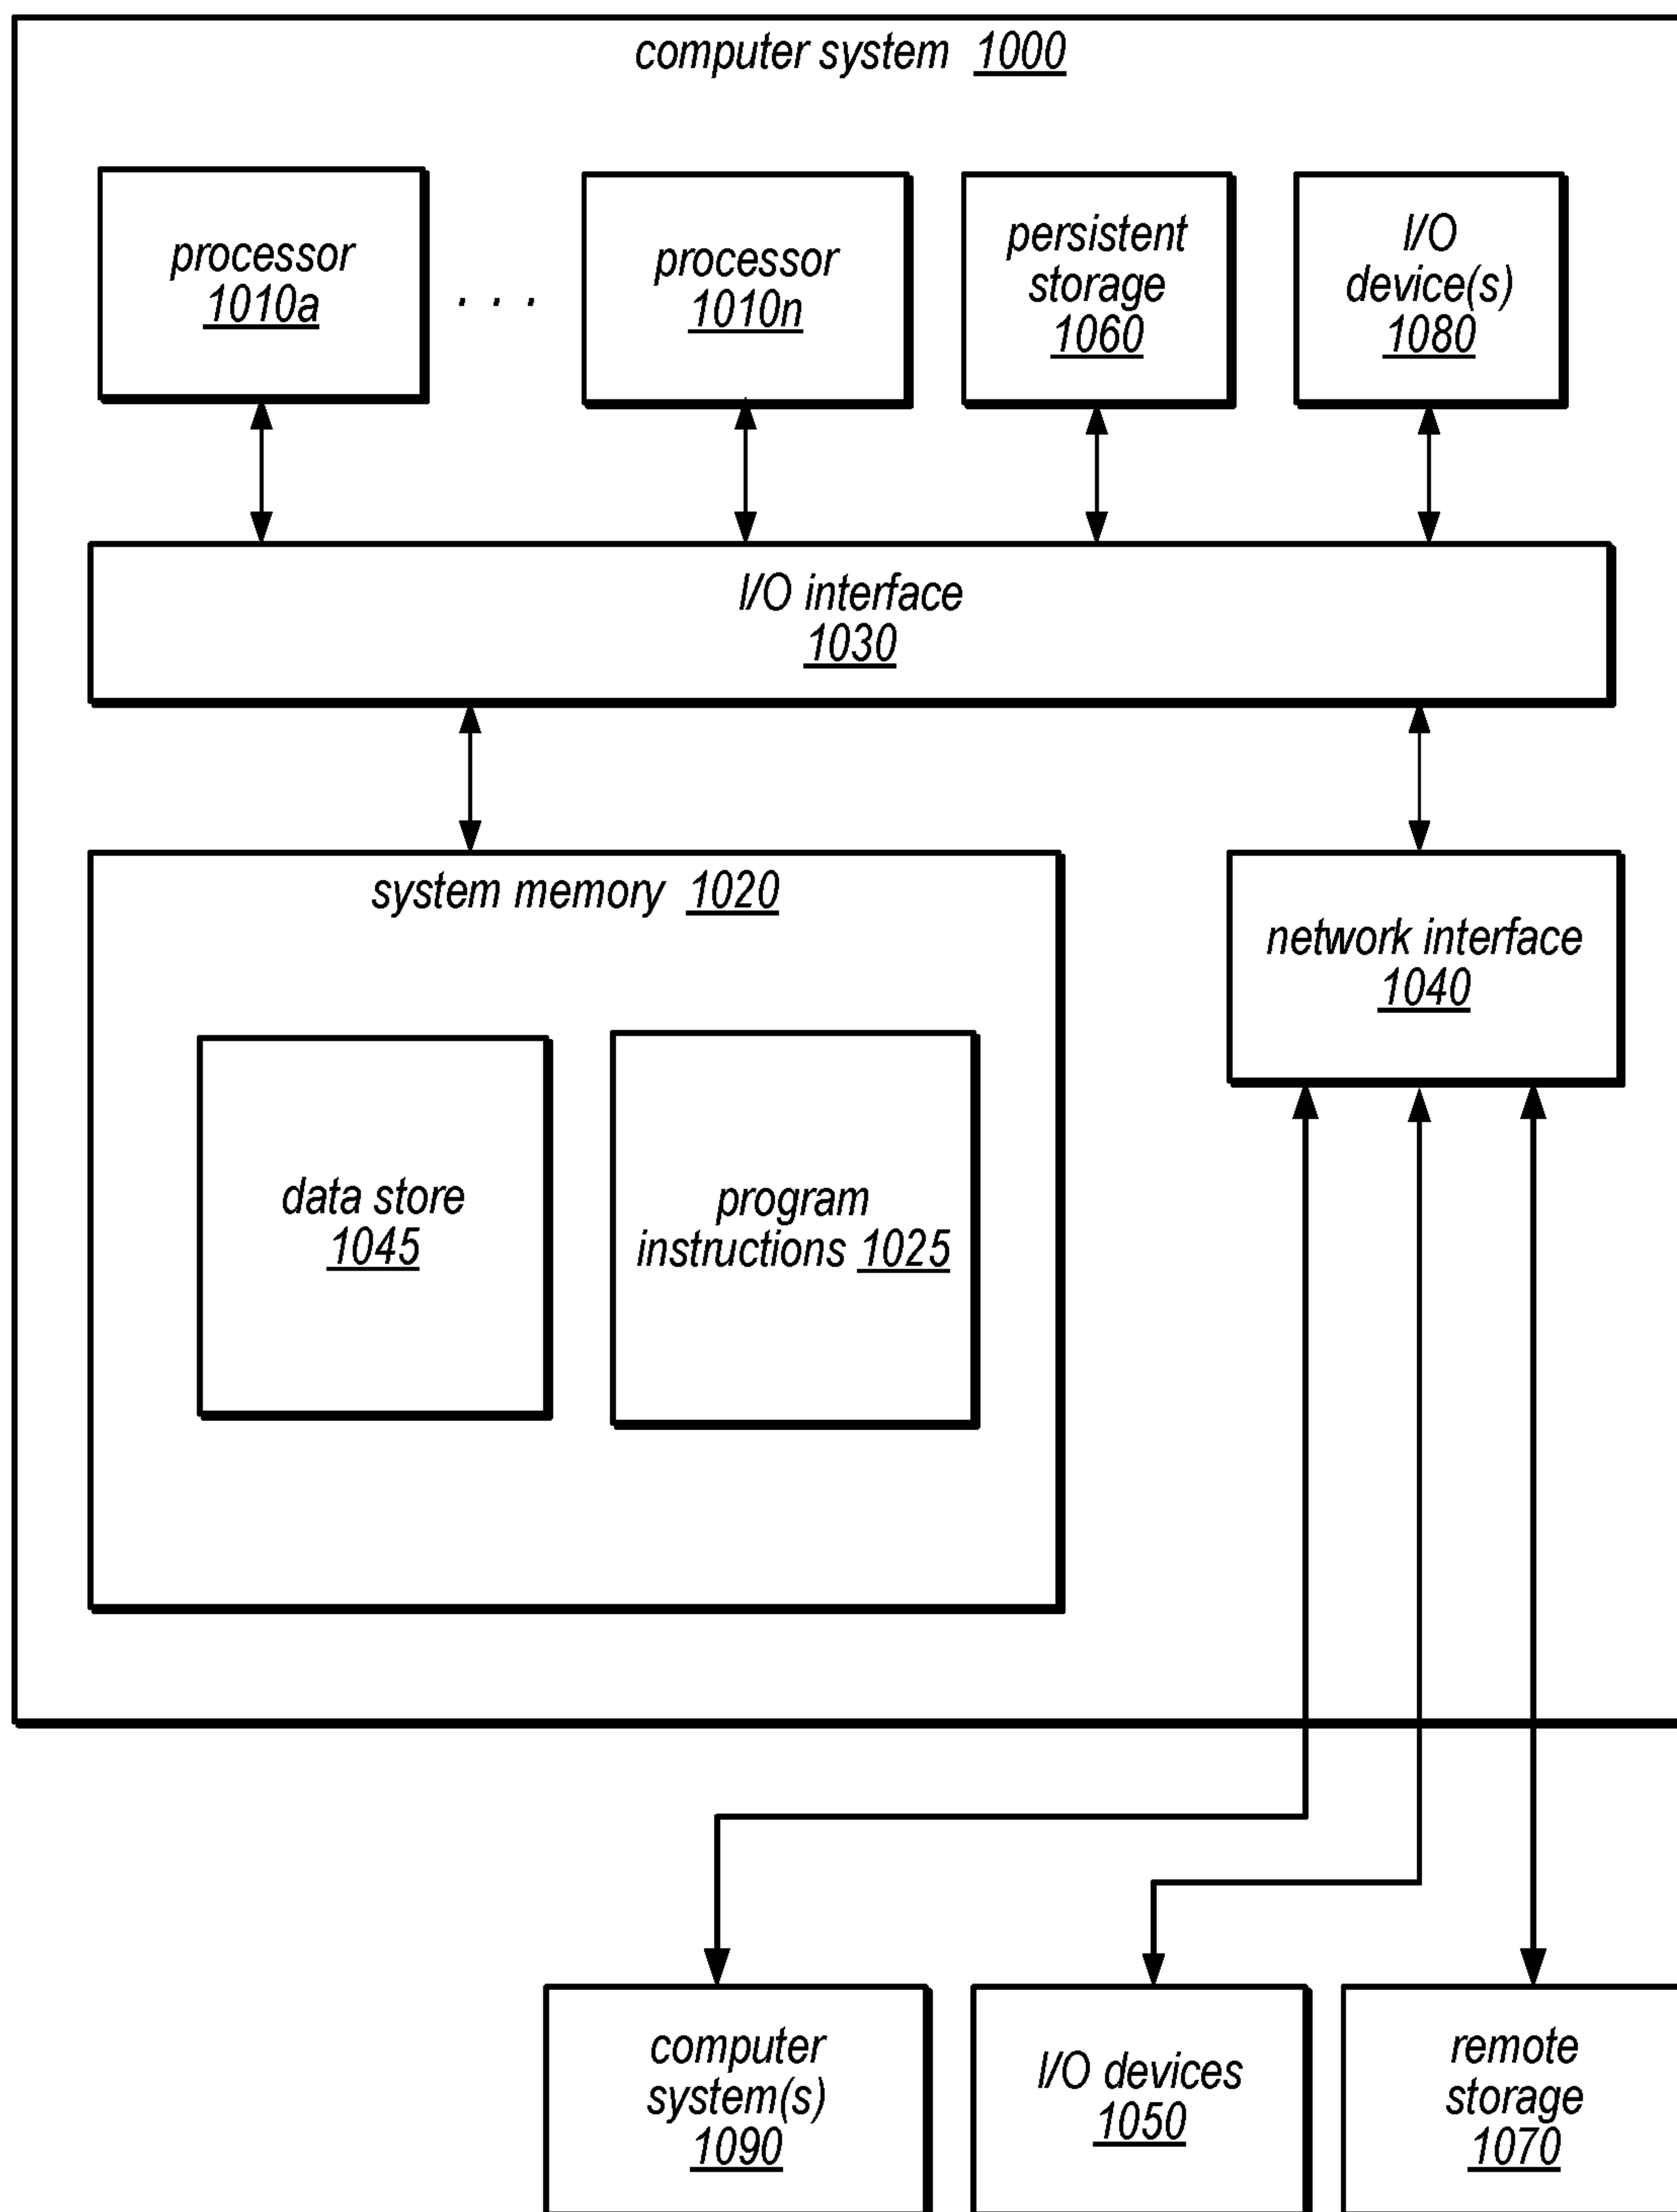 computer system 1000
processor
1010a
. . .
processor
1010n
persistent
storage
1060
I/O
device(s)
1080
I/O interface
1030
system memory 1020
network interface
1040
data store
1045
program
instructions 1025
computer
system(s)
1090
I/O devices
1050
remote
storage
1070